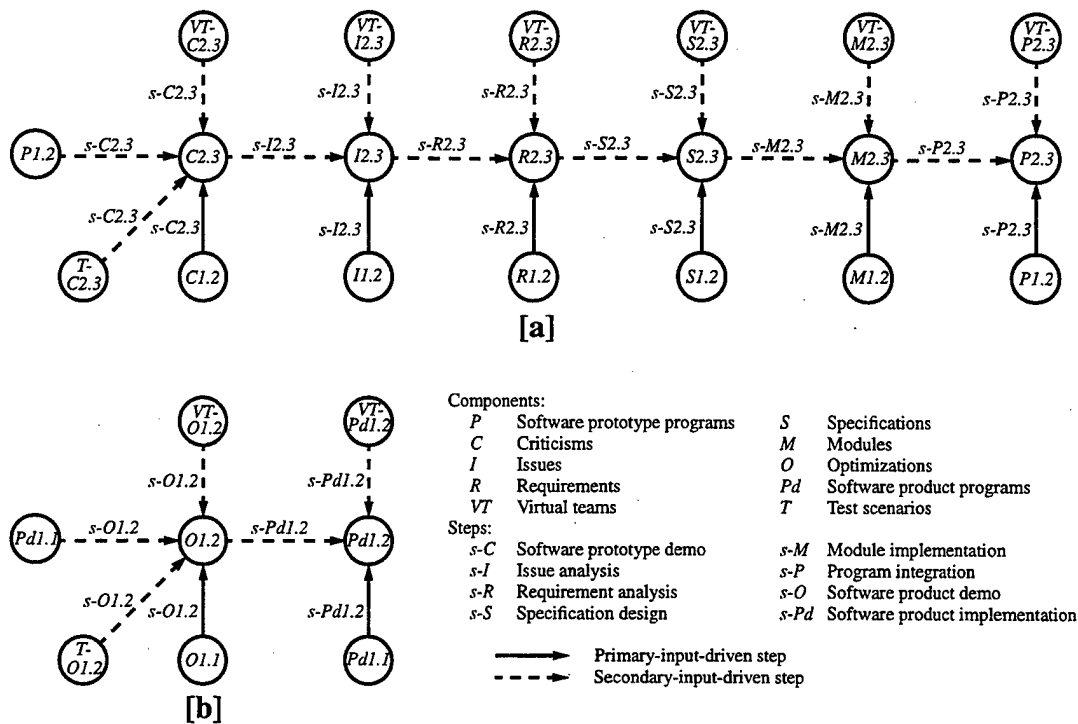 VT-
C2.3
VT-
I2.3
VT-
R2.3
VT-
S2.3
VT-
M2.3
VT-
P2.3
s-C2.3
s-I2.3
s-R2.3
s-S2.3
s-M2.3
s-P2.3
P1.2
s-C2.3
C2.3
s-I2.3
I2.3
s-R2.3
R2.3
s-S2.3
S2.3
s-M2.3
M2.3
s-P2.3
P2.3
s-C2.3
s-C2.3
s-I2.3
s-R2.3
s-S2.3
s-M2.3
s-P2.3
T-
C2.3
C1.2
I1.2
R1.2
S1.2
M1.2
P1.2
[a]
VT-
O1.2
VT-
Pd1.2
s-O1.2
s-Pd1.2
Pd1.1
s-O1.2
O1.2
s-Pd1.2
Pd1.2
s-O1.2
s-O1.2
s-Pd1.2
T-
O1.2
O1.1
Pd1.1
[b]
Components:
P Software prototype programs
C Criticisms
I Issues
R Requirements
VT Virtual teams
S Specifications
M Modules
O Optimizations
Pd Software product programs
T Test scenarios
Steps:
s-C Software prototype demo
s-I Issue analysis
s-R Requirement analysis
s-S Specification design
s-M Module implementation
s-P Program integration
s-O Software product demo
s-Pd Software product implementation
Primary-input-driven step
Secondary-input-driven step